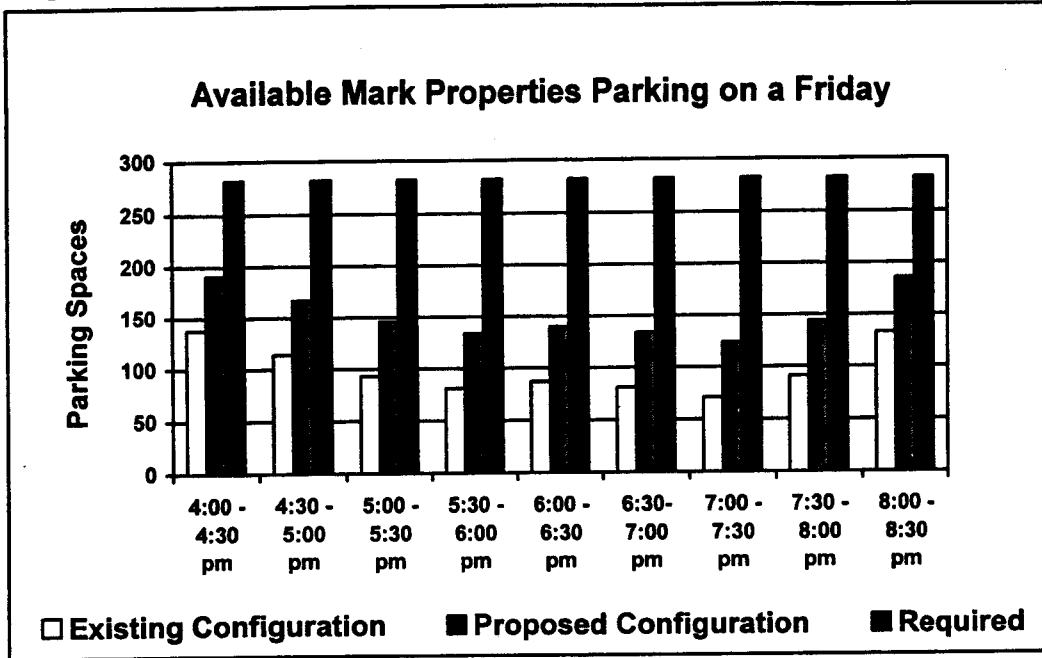 Available Mark Properties Parking on a Friday
Parking Spaces
300
250
200
150
100
50
0
4:00 - 4:30 pm
4:30 - 5:00 pm
5:00 - 5:30 pm
5:30 - 6:00 pm
6:00 - 6:30 pm
6:30- 7:00 pm
7:00 - 7:30 pm
7:30 - 8:00 pm
8:00 - 8:30 pm
Existing Configuration
Proposed Configuration
Required